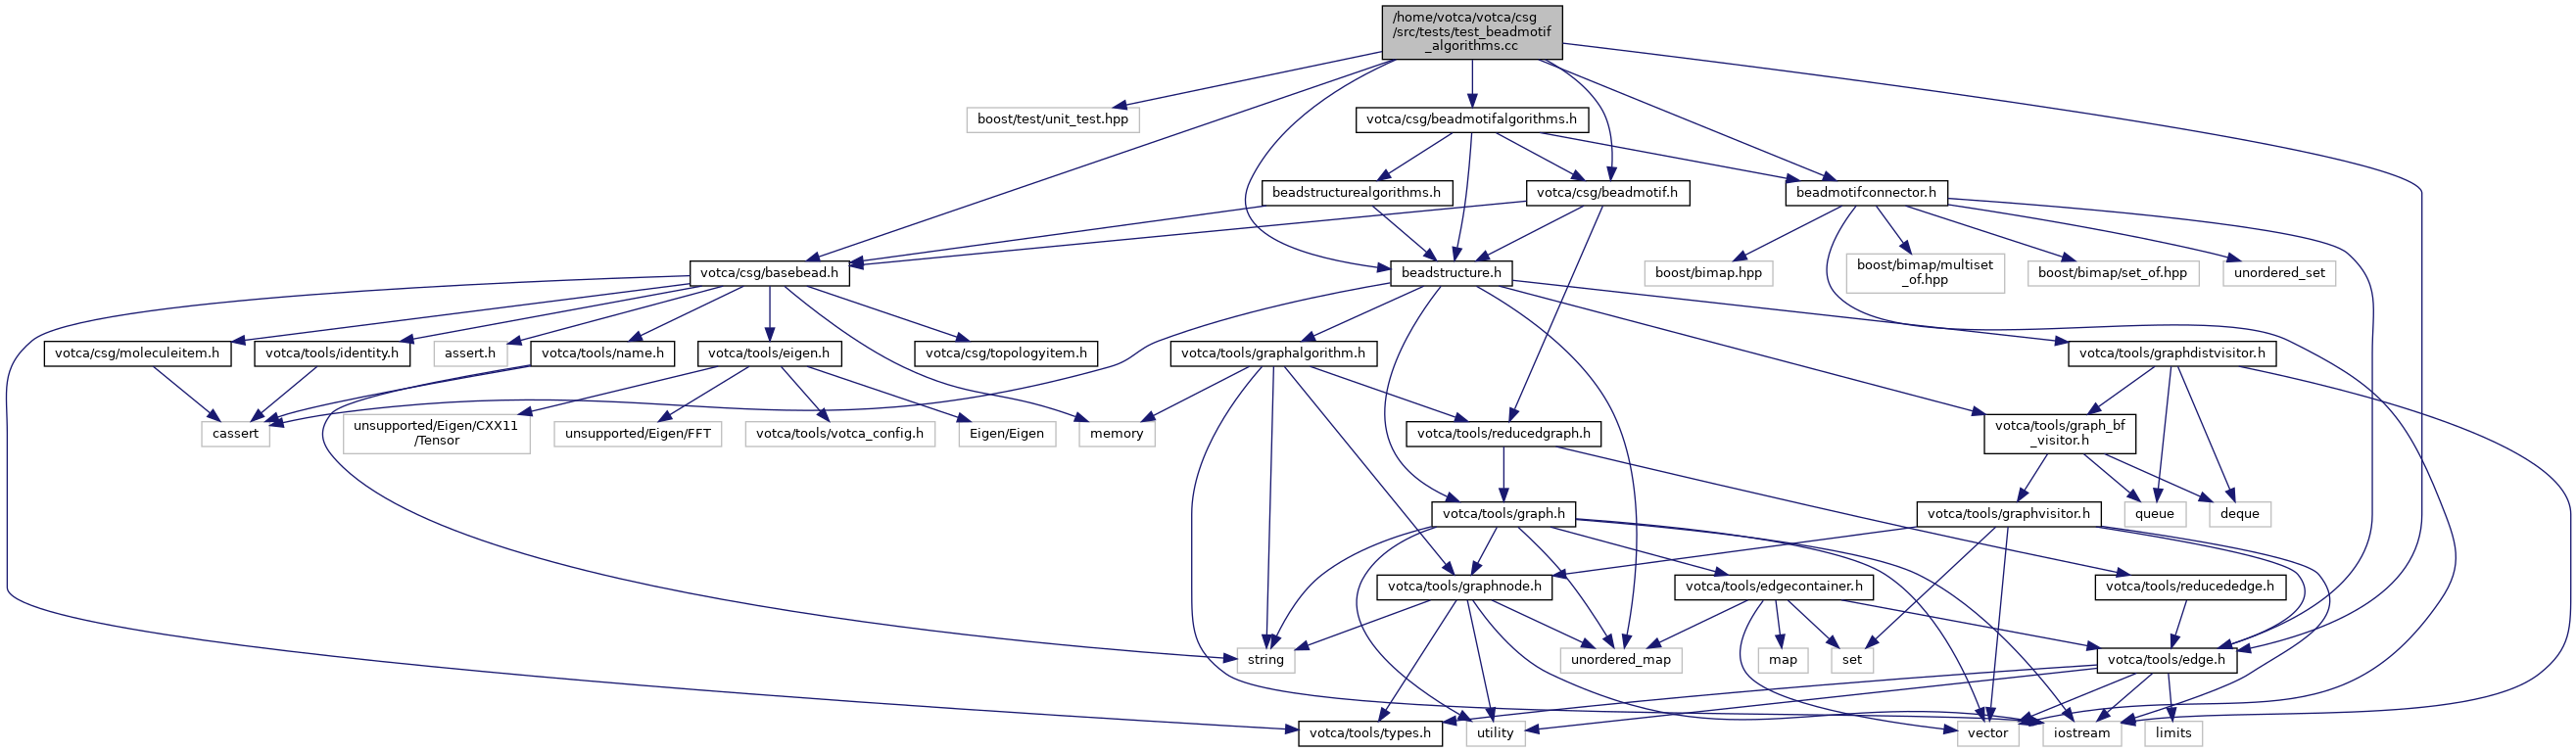 /home/votca/votca/csg
/src/tests/test_beadmotif
_algorithms.cc
boost/test/unit_test.hpp
votca/csg/beadmotifalgorithms.h
beadstructurealgorithms.h
votca/csg/beadmotif.h
beadmotifconnector.h
votca/csg/basebead.h
beadstructure.h
boost/bimap.hpp
boost/bimap/multiset
_of.hpp
boost/bimap/set_of.hpp
unordered_set
votca/csg/moleculeitem.h
votca/tools/identity.h
assert.h
votca/tools/name.h
votca/tools/eigen.h
votca/csg/topologyitem.h
votca/tools/graphalgorithm.h
votca/tools/graphdistvisitor.h
cassert
unsupported/Eigen/CXX11
/Tensor
unsupported/Eigen/FFT
votca/tools/votca_config.h
Eigen/Eigen
memory
votca/tools/reducedgraph.h
votca/tools/graph_bf
_visitor.h
votca/tools/graph.h
votca/tools/graphvisitor.h
queue
deque
votca/tools/graphnode.h
votca/tools/edgecontainer.h
votca/tools/reducededge.h
string
unordered_map
map
set
votca/tools/edge.h
votca/tools/types.h
utility
vector
iostream
limits